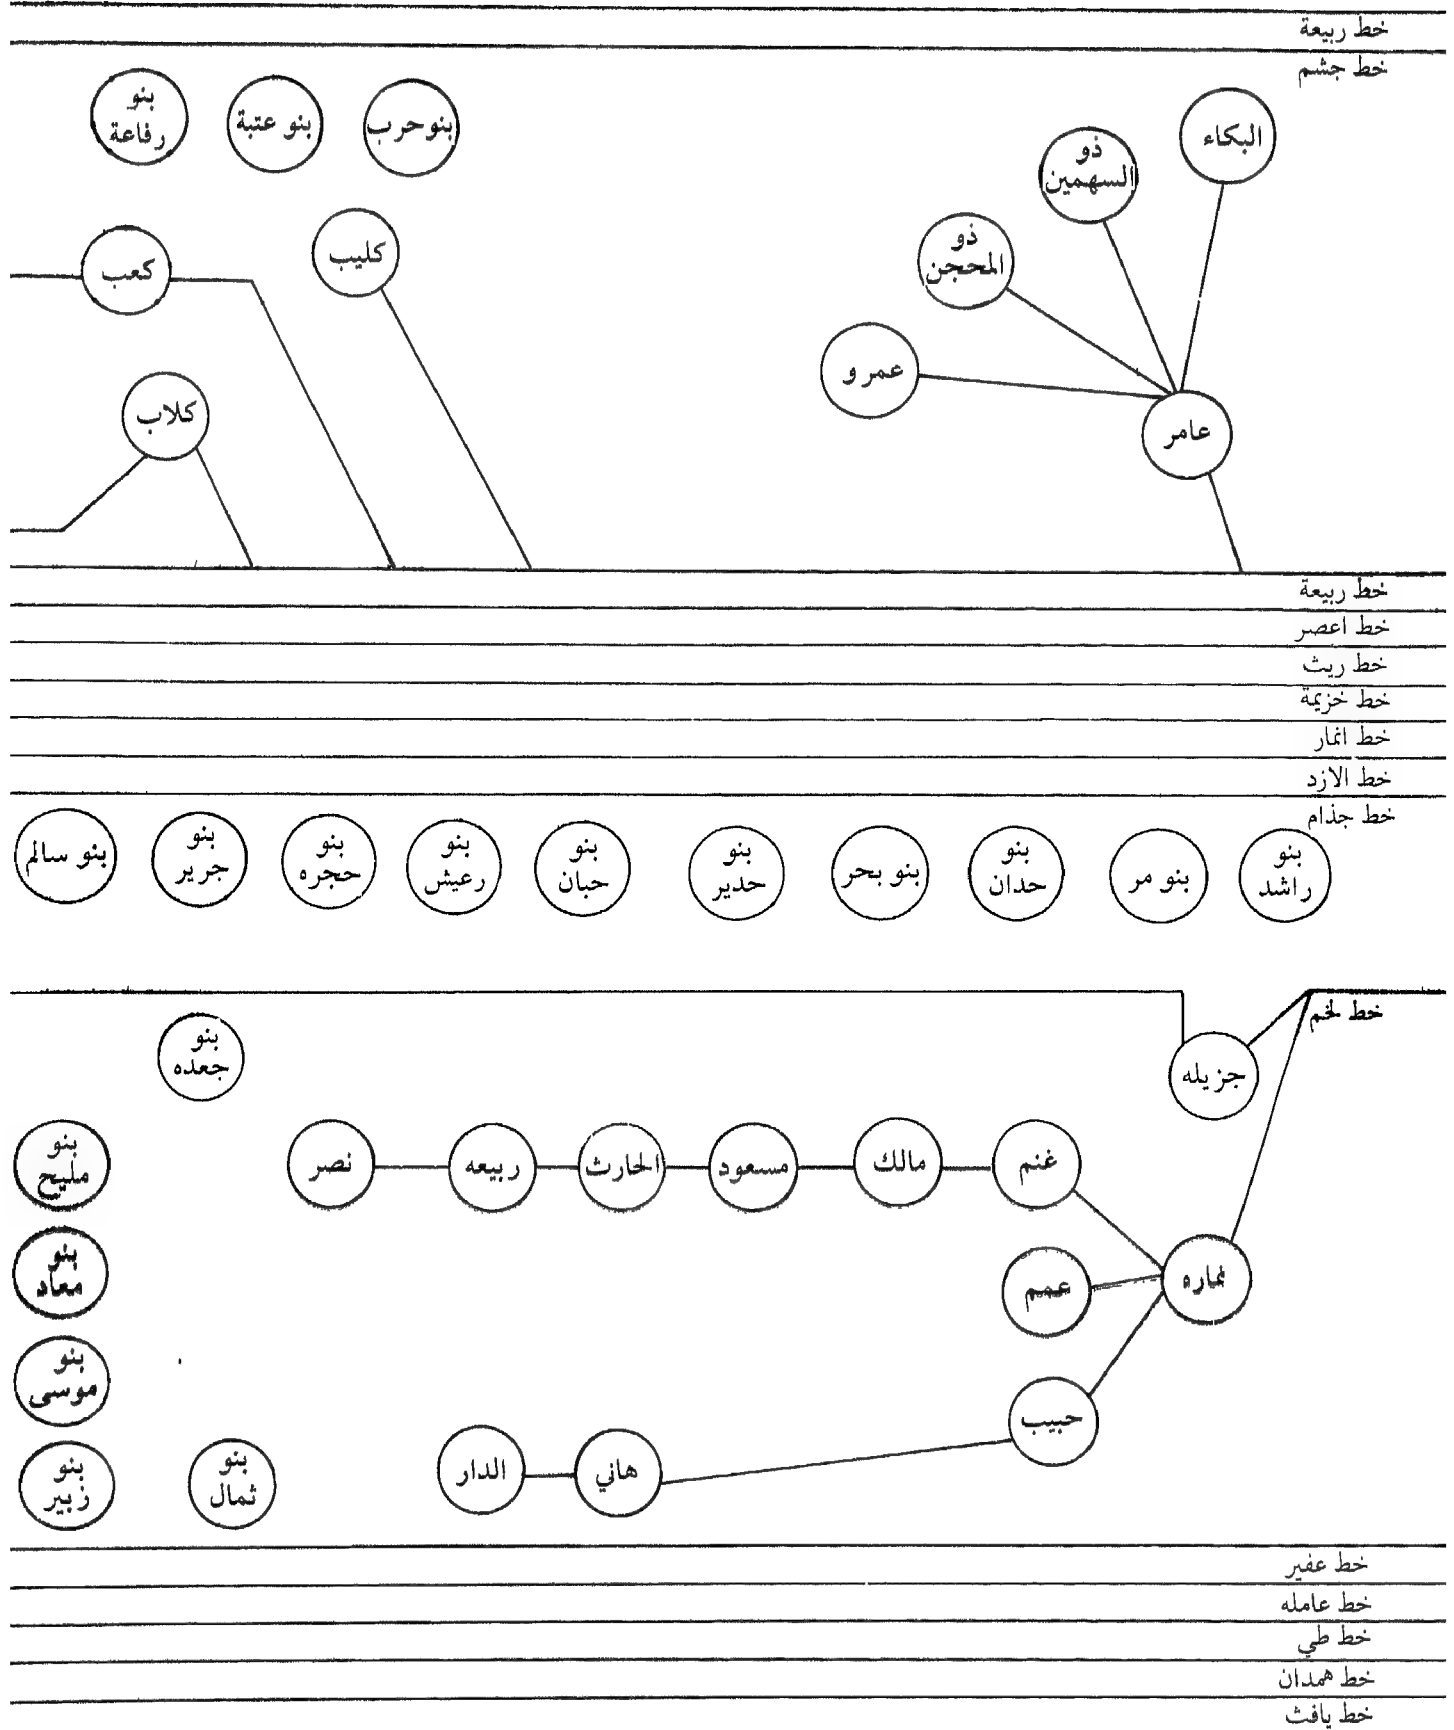 خط ربيعة
خط جشم
البكاء
ذو
السهمين
ذو
المحجن
عمرو
عامر
بنو حرب
بنو عتبة
بنو
رفاعة
كليب
كعب
كلاب
خط ربيعة
خط اعصر
خط ريث
خط خزيمة
خط انمار
خط الازد
خط جذام
بنو
راشد
بنو مر
بنو
حدان
بنو بحر
بنو
حدير
بنو
حبان
بنو
رعيش
بنو
حجره
بنو
جرير
بنو سالم
خط لخم
جزيله
بنو
جعده
غنم
مالك
مسعود
الحارث
ربيعه
نصر
بنو
مليح
نماره
عمم
بنو
معاد
حبيب
بنو
موسى
هاني
الدار
بنو
ثمال
بنو
زبير
خط عفير
خط عامله
خط طي
خط همدان
خط يافث